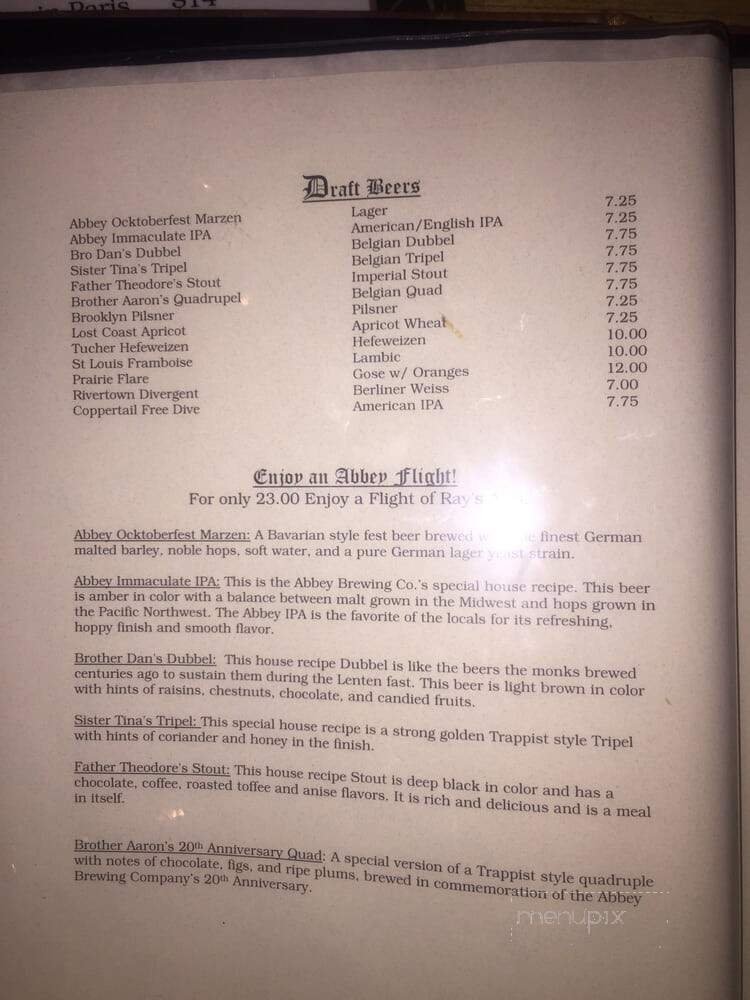 in Paris $14
Draft Beers
Abbey Ocktoberfest Marzen Lager 7.25
Abbey Immaculate IPA American/English IPA 7.25
Bro Dan's Dubbel Belgian Dubbel 7.75
Sister Tina's Tripel Belgian Tripel 7.75
Father Theodore's Stout Imperial Stout 7.75
Brother Aaron's Quadrupel Belgian Quad 7.75
Brooklyn Pilsner Pilsner 7.25
Lost Coast Apricot Apricot Wheat 7.25
Tucher Hefeweizen Hefeweizen 10.00
St Louis Framboise Lambic 10.00
Prairie Flare Gose w/ Oranges 12.00
Rivertown Divergent Berliner Weiss 7.00
Coppertail Free Dive American IPA 7.75
Enjoy an Abbey Flight!
For only 23.00 Enjoy a Flight of Ray's
Abbey Ocktoberfest Marzen: A Bavarian style fest beer brewed finest German
malted barley, noble hops, soft water, and a pure German lager yeast strain.
Abbey Immaculate IPA: This is the Abbey Brewing Co.'s special house recipe. This beer
is amber in color with a balance between malt grown in the Midwest and hops grown in
the Pacific Northwest. The Abbey IPA is the favorite of the locals for its refreshing,
hoppy finish and smooth flavor.
Brother Dan's Dubbel: This house recipe Dubbel is like the beers the monks brewed
centuries ago to sustain them during the Lenten fast. This beer is light brown in color
with hints of raisins, chestnuts, chocolate, and candied fruits.
Sister Tina's Tripel: This special house recipe is a strong golden Trappist style Tripel
with hints of coriander and honey in the finish.
Father Theodore's Stout: This house recipe Stout is deep black in color and has a
chocolate, coffee, roasted toffee and anise flavors. It is rich and delicious and is a meal
in itself.
Brother Aaron's 20th Anniversary Quad: A special version of a Trappist style quadruple
with notes of chocolate, figs, and ripe plums, brewed in commemoration of the Abbey
Brewing Company's 20th Anniversary.
menupix